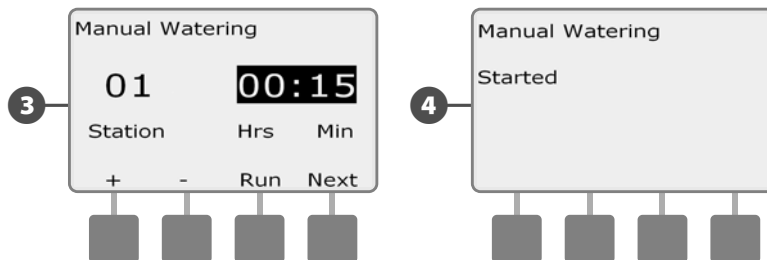 3
Manual Watering
01 00:15
Station Hrs Min
+ - Run Next
4
Manual Watering
Started